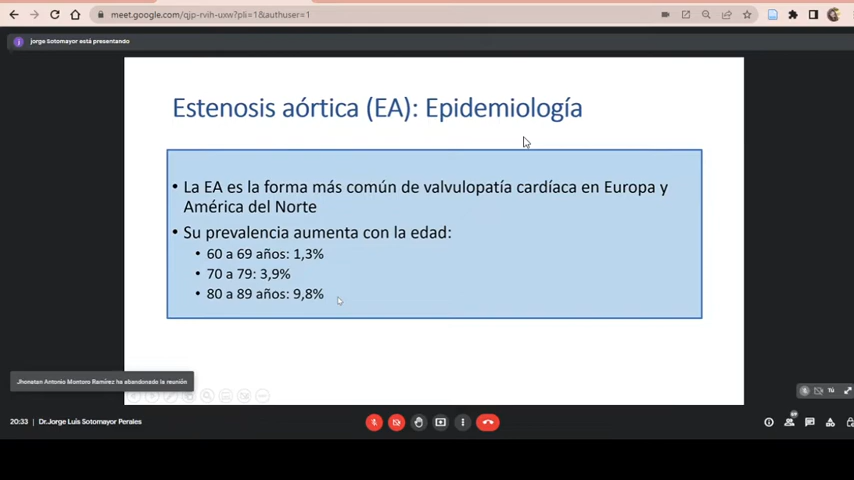 meet.google.com/qjp-rvih-uxw?pli=1&authuser=1
jorge Sotomayor está presentando
Estenosis aórtica (EA): Epidemiología
• La EA es la forma más común de valvulopatía cardíaca en Europa y
América del Norte
• Su prevalencia aumenta con la edad:
• 60 a 69 años: 1,3%
• 70 a 79: 3,9%
• 80 a 89 años: 9,8%
Jhonatan Antonio Montoro Ramírez ha abandonado la reunión
Tú
20:33 Dr.Jorge Luis Sotomayor Perales